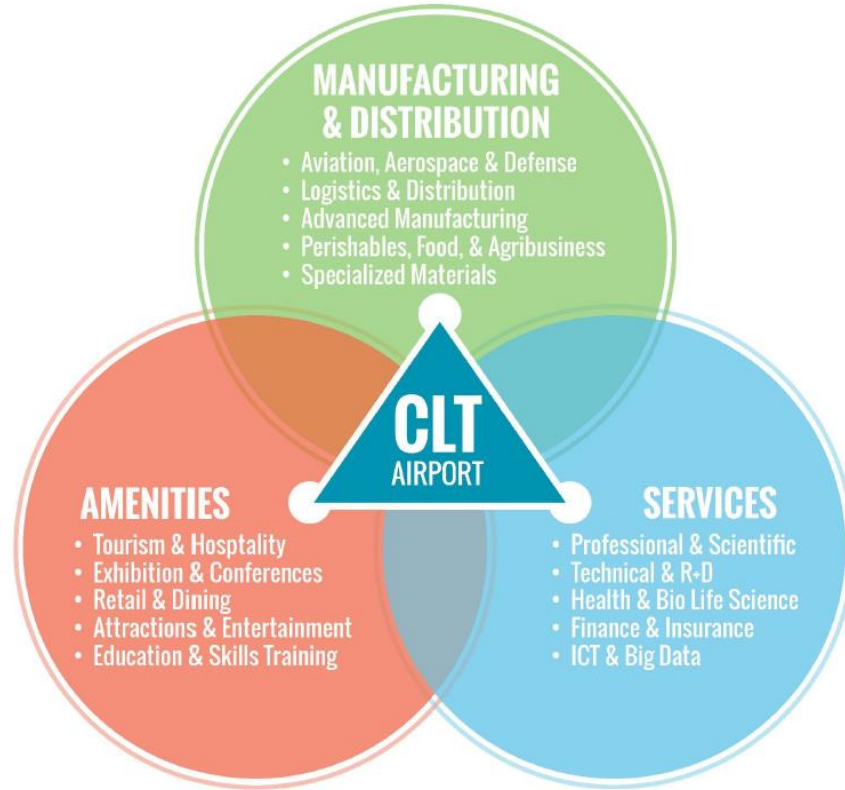 MANUFACTURING
& DISTRIBUTION
• Aviation, Aerospace & Defense
• Logistics & Distribution
• Advanced Manufacturing
• Perishables, Food, & Agribusiness
• Specialized Materials
CLT
AIRPORT
AMENITIES
• Tourism & Hosptality
• Exhibition & Conferences
• Retail & Dining
• Attractions & Entertainment
• Education & Skills Training
SERVICES
• Professional & Scientific
• Technical & R+D
• Health & Bio Life Science
• Finance & Insurance
• ICT & Big Data